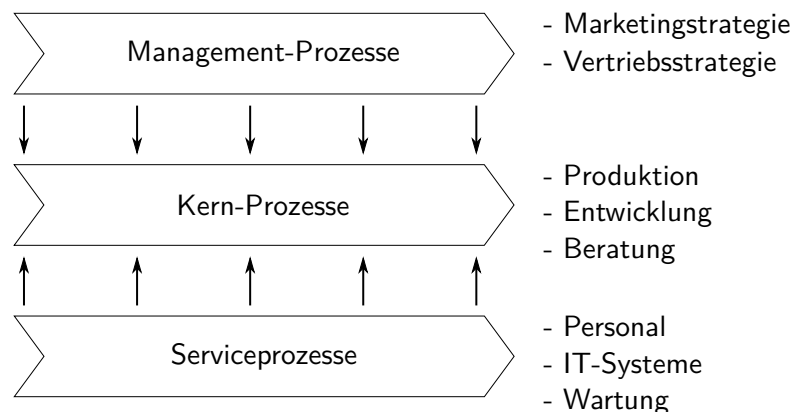 Management-Prozesse
- Marketingstrategie
- Vertriebsstrategie
Kern-Prozesse
- Produktion
- Entwicklung
- Beratung
Serviceprozesse
- Personal
- IT-Systeme
- Wartung